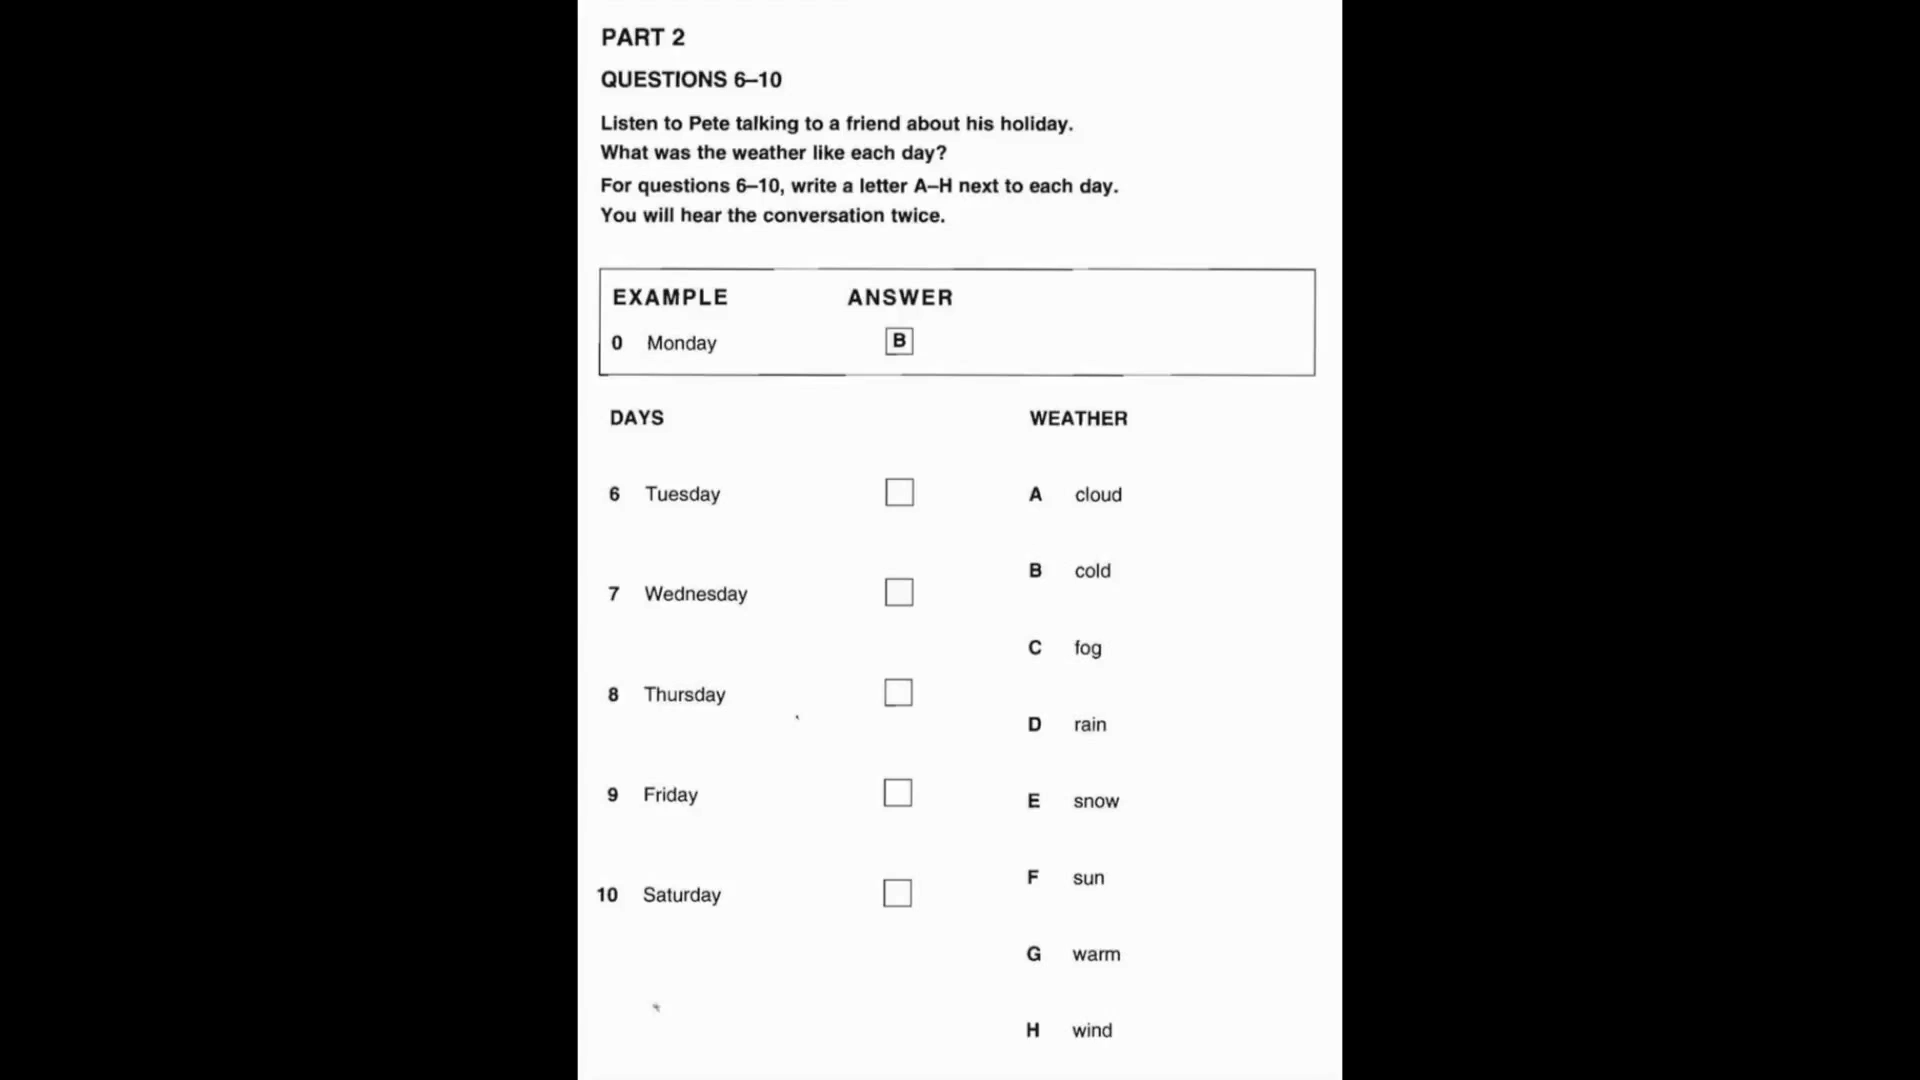 PART 2
QUESTIONS 6–10
Listen to Pete talking to a friend about his holiday.
What was the weather like each day?
For questions 6–10, write a letter A–H next to each day.
You will hear the conversation twice.
EXAMPLE ANSWER
0 Monday B
DAYS
6 Tuesday
7 Wednesday
8 Thursday
9 Friday
10 Saturday
WEATHER
A cloud
B cold
C fog
D rain
E snow
F sun
G warm
H wind